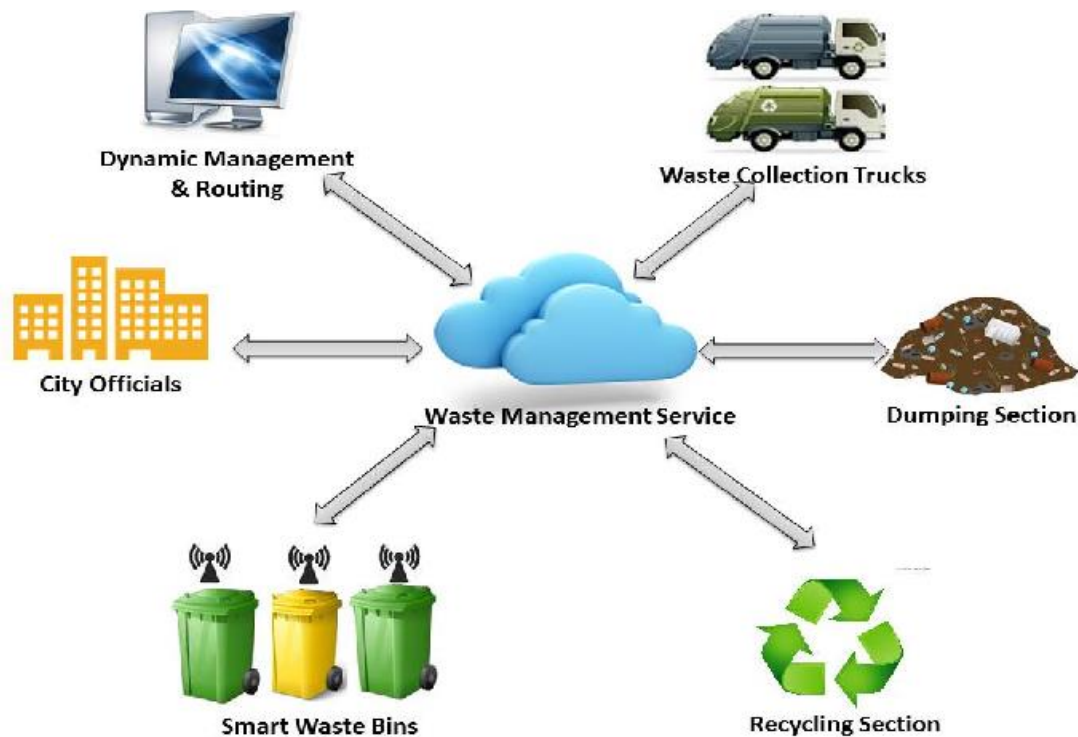 Dynamic Management
& Routing
Waste Collection Trucks
City Officials
Waste Management Service
Dumping Section
Smart Waste Bins
Recycling Section